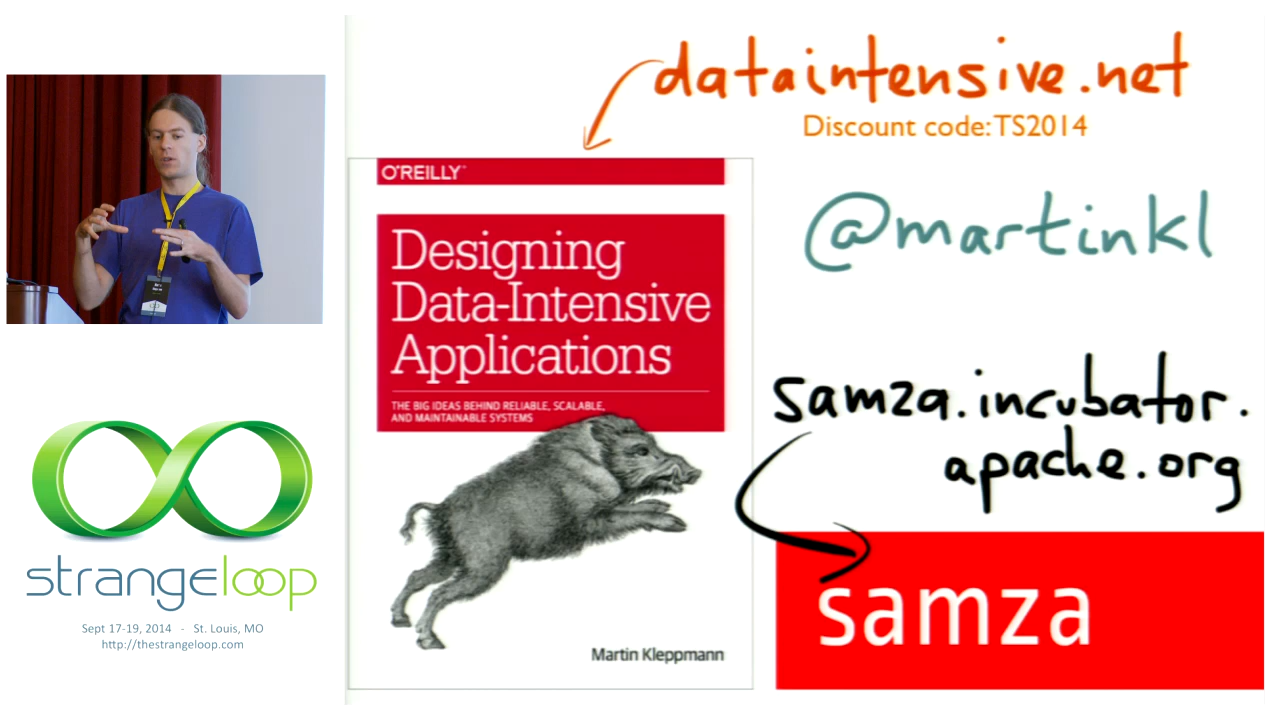 dataintensive.net
Discount code: TS2014
O'REILLY
Designing
Data-Intensive
Applications
THE BIG IDEAS BEHIND RELIABLE, SCALABLE,
AND MAINTAINABLE SYSTEMS
Martin Kleppmann
@martinkl
samza.incubator.
apache.org
samza
strangeloop
Sept 17-19, 2014 - St. Louis, MO
http://thestrangeloop.com